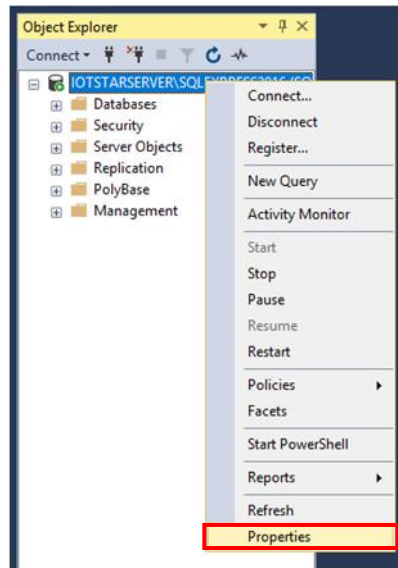 Object Explorer
Connect
IOTSTARSERVER\SQLEXPRESS2016 (SQ
Databases
Security
Server Objects
Replication
PolyBase
Management
Connect...
Disconnect
Register...
New Query
Activity Monitor
Start
Stop
Pause
Resume
Restart
Policies
Facets
Start PowerShell
Reports
Refresh
Properties